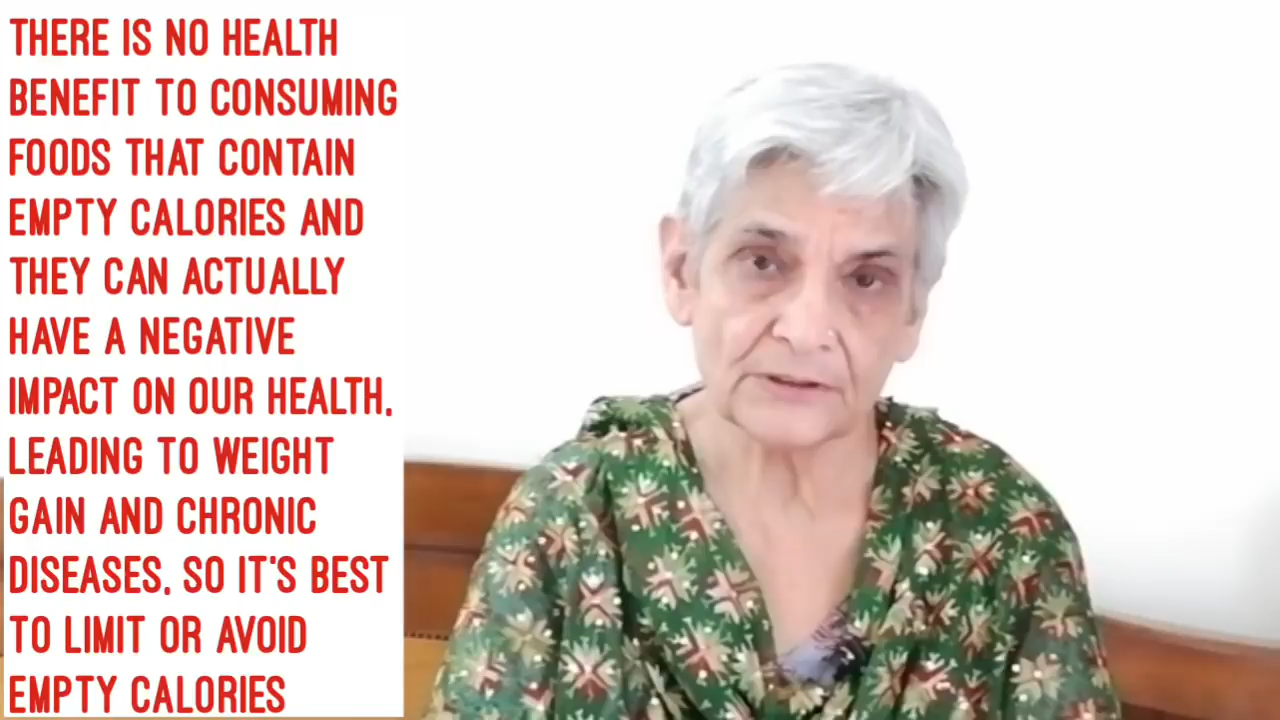 THERE IS NO HEALTH
BENEFIT TO CONSUMING
FOODS THAT CONTAIN
EMPTY CALORIES AND
THEY CAN ACTUALLY
HAVE A NEGATIVE
IMPACT ON OUR HEALTH,
LEADING TO WEIGHT
GAIN AND CHRONIC
DISEASES, SO IT'S BEST
TO LIMIT OR AVOID
EMPTY CALORIES